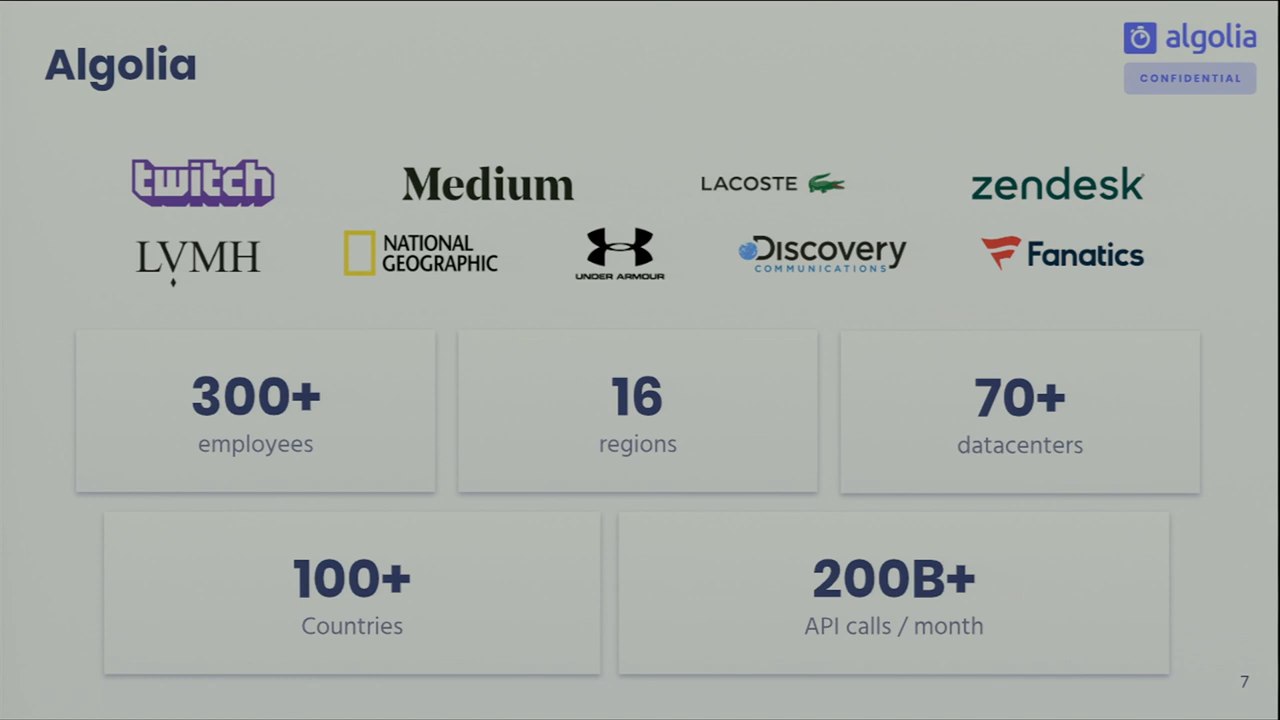 Algolia
algolia
CONFIDENTIAL
twitch
Medium
LACOSTE
zendesk
LVMH
NATIONAL
GEOGRAPHIC
UNDER ARMOUR
Discovery
COMMUNICATIONS
Fanatics
300+
employees
16
regions
70+
datacenters
100+
Countries
200B+
API calls / month
7